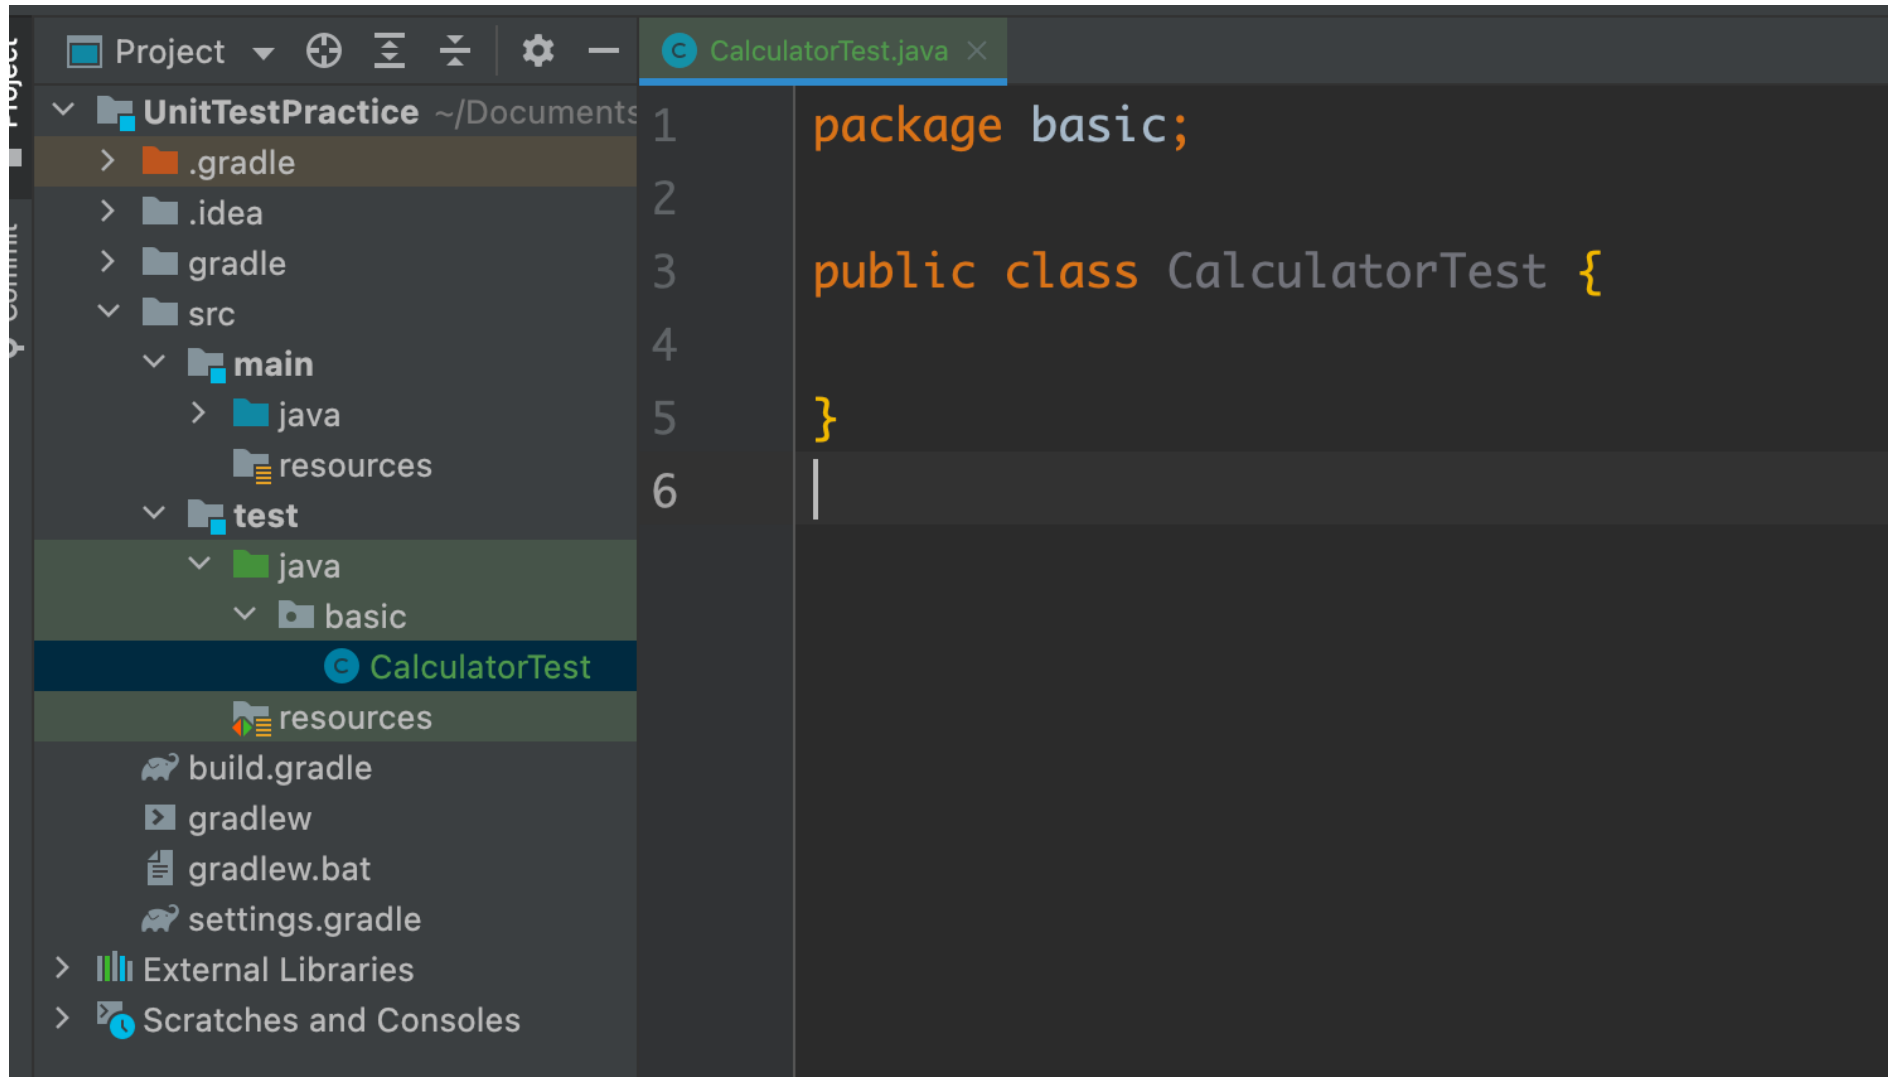 Project
Project
Commit
UnitTestPractice ~/Documents
.gradle
.idea
gradle
src
main
java
resources
test
java
basic
CalculatorTest
resources
build.gradle
gradlew
gradlew.bat
settings.gradle
External Libraries
Scratches and Consoles
CalculatorTest.java
1 package basic;
2
3 public class CalculatorTest {
4
5 }
6